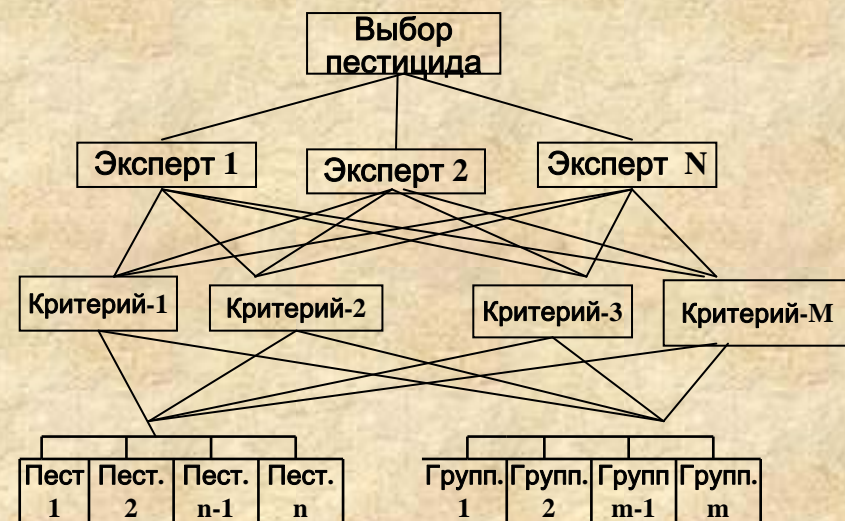 Выбор
пестицида
Эксперт 1
Эксперт 2
Эксперт N
Критерий-1
Критерий-2
Критерий-3
Критерий-M
Пест
1
Пест.
2
Пест.
n-1
Пест.
n
Групп.
1
Групп.
2
Групп
m-1
Групп.
m